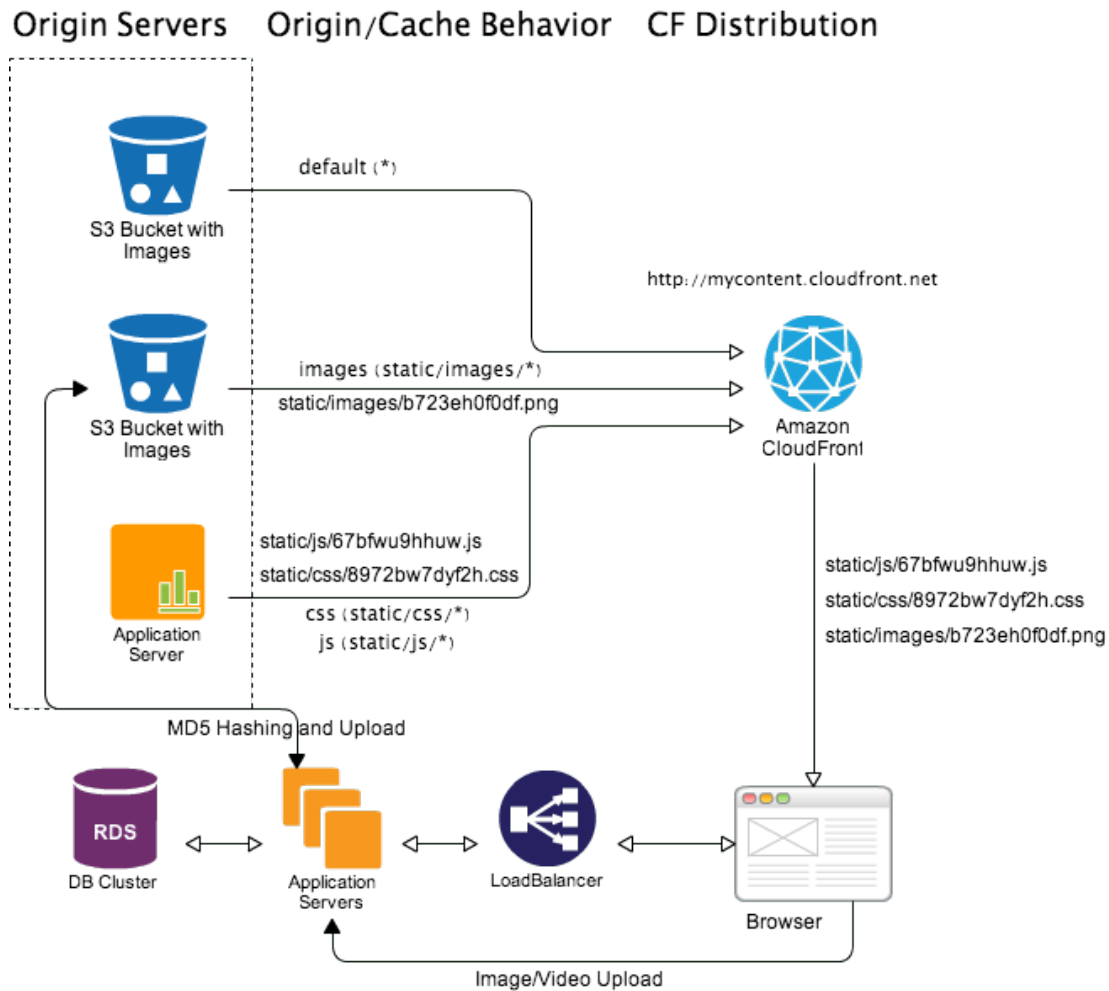 Origin Servers
Origin/Cache Behavior
CF Distribution
default (*)
S3 Bucket with
Images
http://mycontent.cloudfront.net
images (static/images/*)
static/images/b723eh0f0df.png
S3 Bucket with
Images
Amazon
CloudFront
static/js/67bfwu9hhuw.js
static/css/8972bw7dyf2h.css
css (static/css/*)
js (static/js/*)
Application
Server
static/js/67bfwu9hhuw.js
static/css/8972bw7dyf2h.css
static/images/b723eh0f0df.png
MD5 Hashing and Upload
RDS
DB Cluster
Application
Servers
LoadBalancer
Browser
Image/Video Upload